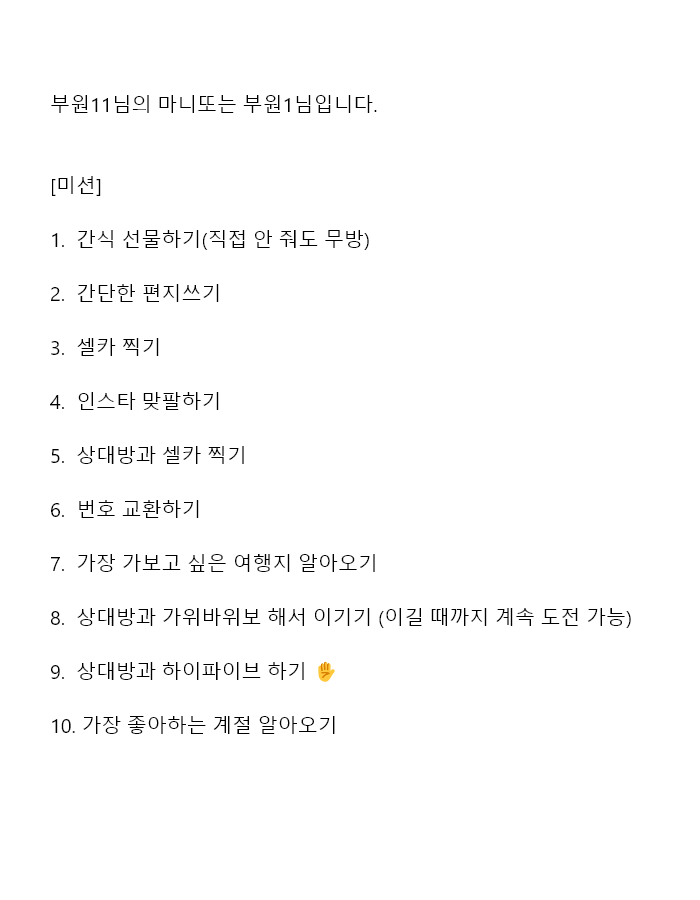 부원11님의 마니또는 부원1님입니다.
[미션]
1. 간식 선물하기(직접 안 줘도 무방)
2. 간단한 편지쓰기
3. 셀카 찍기
4. 인스타 맞팔하기
5. 상대방과 셀카 찍기
6. 번호 교환하기
7. 가장 가보고 싶은 여행지 알아오기
8. 상대방과 가위바위보 해서 이기기 (이길 때까지 계속 도전 가능)
9. 상대방과 하이파이브 하기 ✋
10. 가장 좋아하는 계절 알아오기